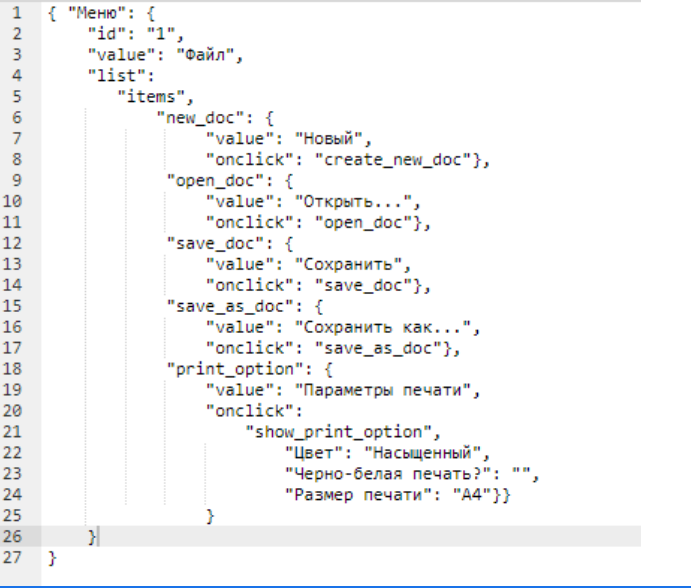 1 { "Меню": {
2 "id": "1",
3 "value": "Файл",
4 "list":
5 "items",
6 "new_doc": {
7 "value": "Новый",
8 "onclick": "create_new_doc"},
9 "open_doc": {
10 "value": "Открыть...",
11 "onclick": "open_doc"},
12 "save_doc": {
13 "value": "Сохранить",
14 "onclick": "save_doc"},
15 "save_as_doc": {
16 "value": "Сохранить как...",
17 "onclick": "save_as_doc"},
18 "print_option": {
19 "value": "Параметры печати",
20 "onclick":
21 "show_print_option",
22 "Цвет": "Насыщенный",
23 "Черно-белая печать?": "",
24 "Размер печати": "A4"}}
25 }
26 }
27 }